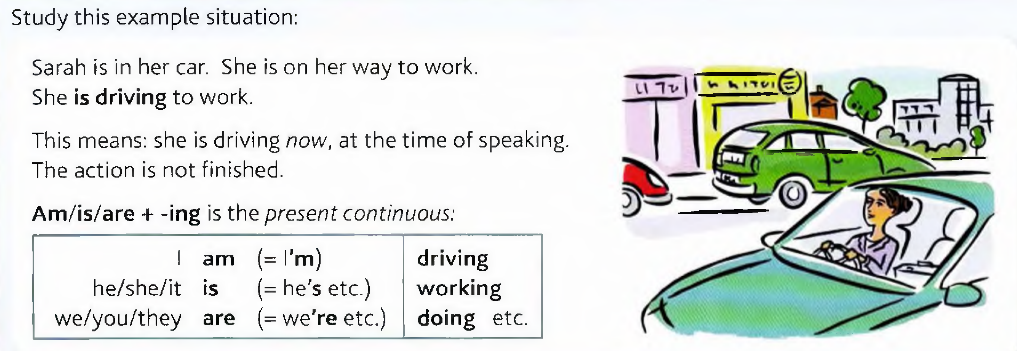 Study this example situation:
Sarah is in her car. She is on her way to work.
She is driving to work.
This means: she is driving now, at the time of speaking.
The action is not finished.
Am/is/are + -ing is the present continuous:
I am (= I'm) driving
he/she/it is (= he's etc.) working
we/you/they are (= we're etc.) doing etc.